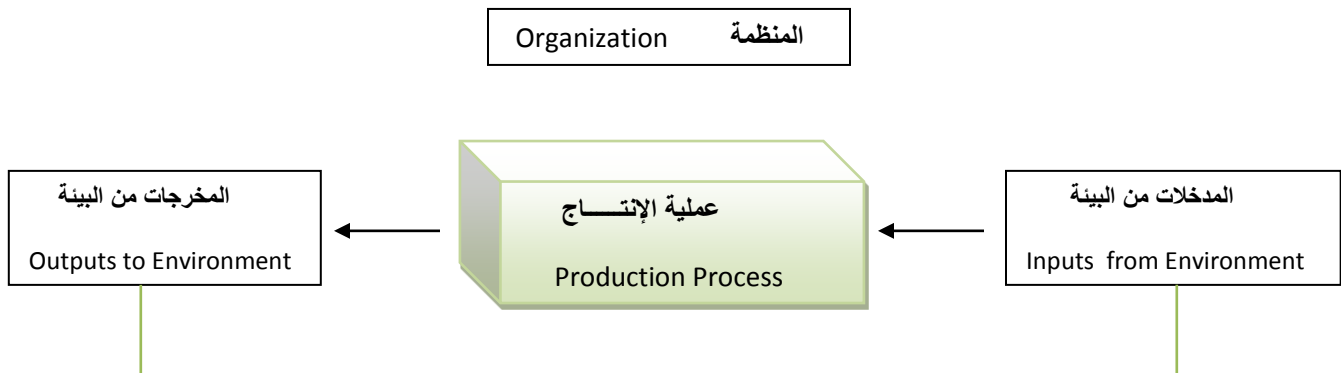 المنظمة Organization
المدخلات من البيئة
Inputs from Environment
عملية الإنتـــــاج
Production Process
المخرجات من البيئة
Outputs to Environment